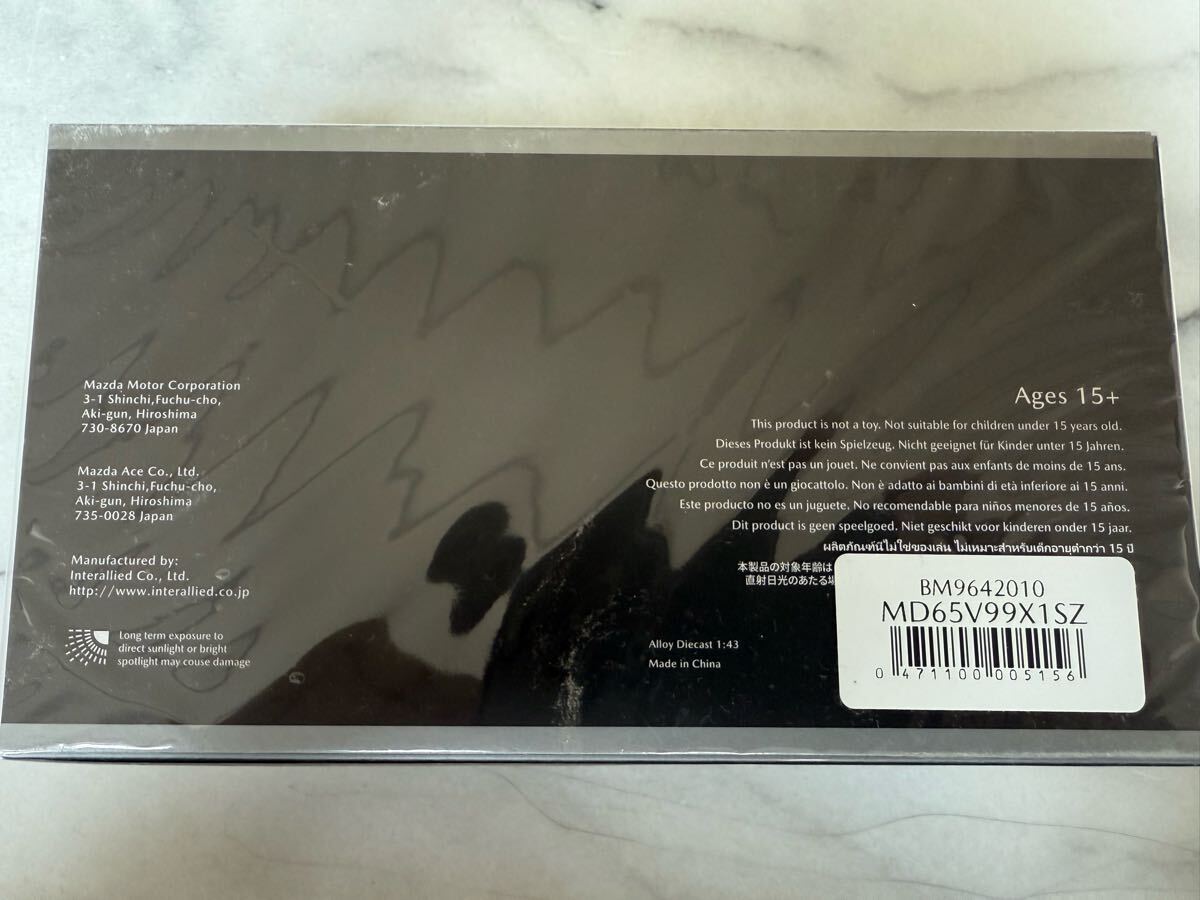 Mazda Motor Corporation
3-1 Shinchi,Fuchu-cho,
Aki-gun, Hiroshima
730-8670 Japan
Mazda Ace Co., Ltd.
3-1 Shinchi,Fuchu-cho,
Aki-gun, Hiroshima
735-0028 Japan
Manufactured by:
Interallied Co., Ltd.
http://www.interallied.co.jp
Long term exposure to
direct sunlight or bright
spotlight may couse damage
Ages 15+
This product is not a toy. Not suitable for children under 15 years old.
Dieses Produkt ist kein Spielzeug. Nicht geeignet für Kinder unter 15 Jahren.
Ce produit n'est pas un jouet. Ne convient pas aux enfants de moins de 15 ans.
Questo prodotto non è un giocattolo. Non è adatto ai bambini di età inferiore ai 15 anni.
Este producto no es un juguete. No recomendable para niños menores de 15 años.
Dit product is geen speelgoed. Niet geschikt voor kinderen onder 15 jaar.
ผลิตภัณฑ์นี้ไม่ใช่ของเล่น ไม่เหมาะสำหรับเด็กอายุต่ำกว่า 15 ปี
本製品の対象年齢は
直射日光のあたる場
Alloy Diecast 1:43
Made in China
BM9642010
MD65V99X1SZ
0 471100 005156